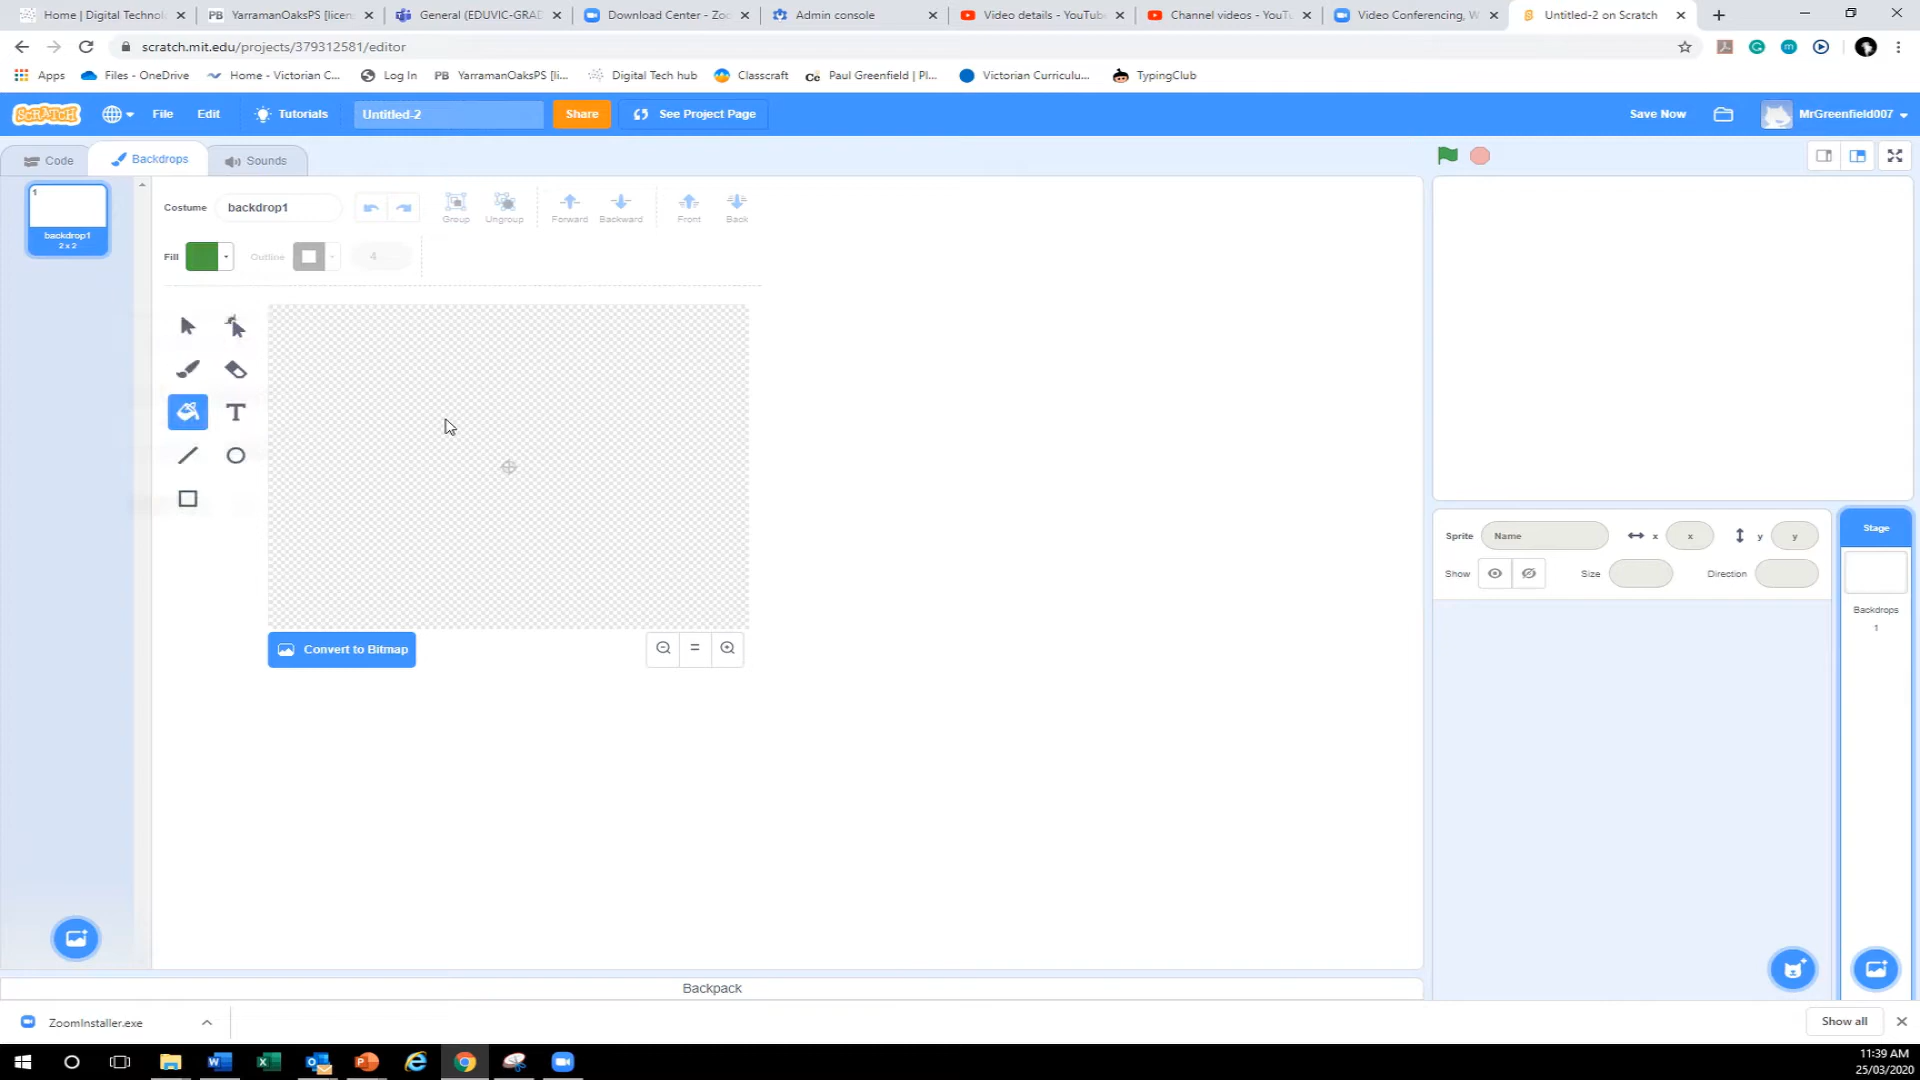 Home | Digital Technol
YarramanOaksPS [licen
General (EDUVIC-GRAD
Download Center - Zoo
Admin console
Video details - YouTube
Channel videos - YouTu
Video Conferencing, W
Untitled-2 on Scratch
scratch.mit.edu/projects/379312581/editor
Apps
Files - OneDrive
Home - Victorian C...
Log In
PB YarramanOaksPS [li...
Digital Tech hub
Classcraft
Cc Paul Greenfield | Pl...
Victorian Curriculu...
TypingClub
SCRATCH
File
Edit
Tutorials
Untitled-2
Share
See Project Page
Save Now
MrGreenfield007
Code
Backdrops
Sounds
1
backdrop1
2 x 2
Costume
backdrop1
Group
Ungroup
Forward
Backward
Front
Back
Fill
Outline
4
T
Convert to Bitmap
Sprite
Name
x
x
y
y
Show
Size
Direction
Stage
Backdrops
1
Backpack
ZoomInstaller.exe
Show all
11:39 AM
25/03/2020